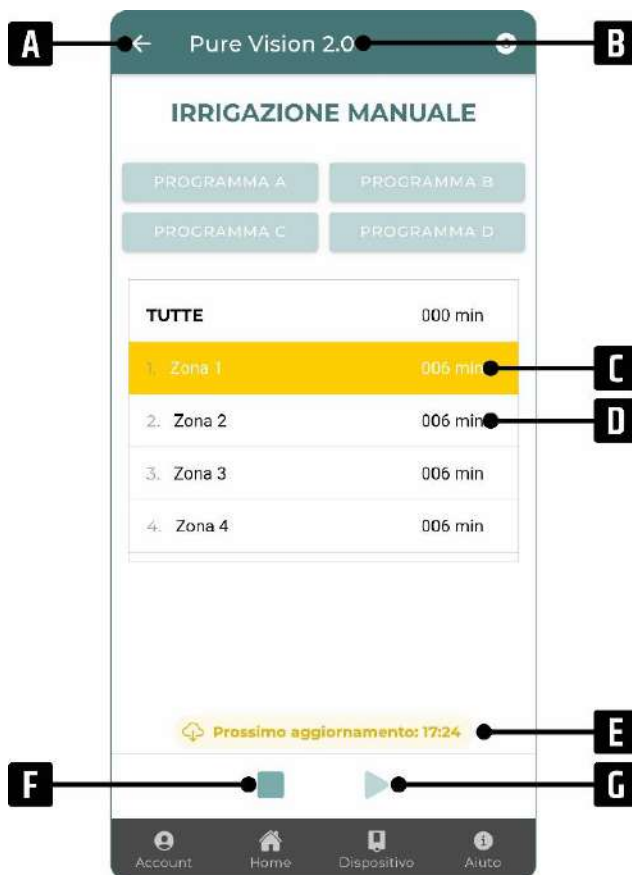 A Pure Vision 2.0 B
IRRIGAZIONE MANUALE
PROGRAMMA A PROGRAMMA B
PROGRAMMA C PROGRAMMA D
TUTTE 000 min
1. Zona 1 006 min C
2. Zona 2 006 min D
3. Zona 3 006 min
4. Zona 4 006 min
Prossimo aggiornamento: 17:24 E
F G
Account Home Dispositivo Aiuto